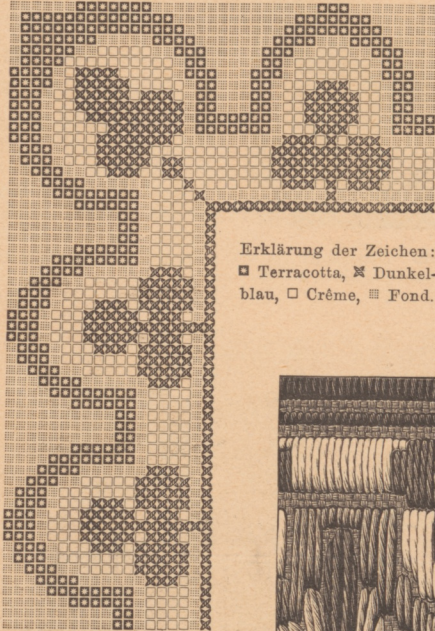 Erklärung der Zeichen:
◘ Terracotta, ✖ Dunkel-
blau, □ Crême, ▦ Fond.